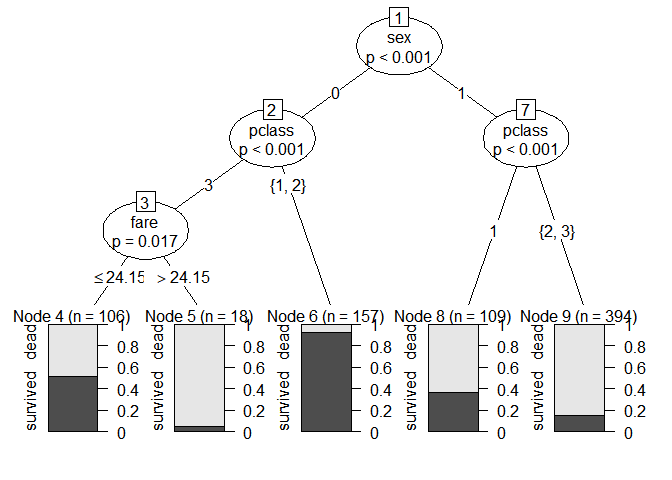 1
sex
p < 0.001
0
1
2
pclass
p < 0.001
7
pclass
p < 0.001
3
{1, 2}
3
fare
p = 0.017
1
{2, 3}
≤ 24.15
> 24.15
Node 4 (n = 106)
Node 5 (n = 18)
Node 6 (n = 157)
Node 8 (n = 109)
Node 9 (n = 394)
survived dead
1
0.8
0.6
0.4
0.2
0
survived dead
1
0.8
0.6
0.4
0.2
0
survived dead
1
0.8
0.6
0.4
0.2
0
survived dead
1
0.8
0.6
0.4
0.2
0
survived dead
1
0.8
0.6
0.4
0.2
0